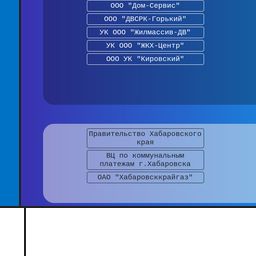 ООО "Дом-Сервис"
ООО "ДВСРК-Горький"
УК ООО "Жилмассив-ДВ"
УК ООО "ЖКХ-Центр"
ООО УК "Кировский"
Правительство Хабаровского
края
ВЦ по коммунальным
платежам г.Хабаровска
ОАО "Хабаровсккрайгаз"